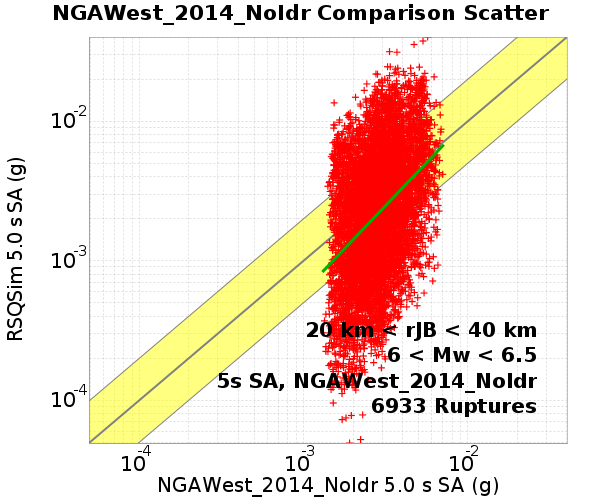 NGAWest_2014_NoIdr Comparison Scatter
RSQSim 5.0 s SA (g)
10-2
10-3
10-4
20 km < rJB < 40 km
6 < Mw < 6.5
5s SA, NGAWest_2014_NoIdr
6933 Ruptures
10-4 10-3 10-2
NGAWest_2014_NoIdr 5.0 s SA (g)